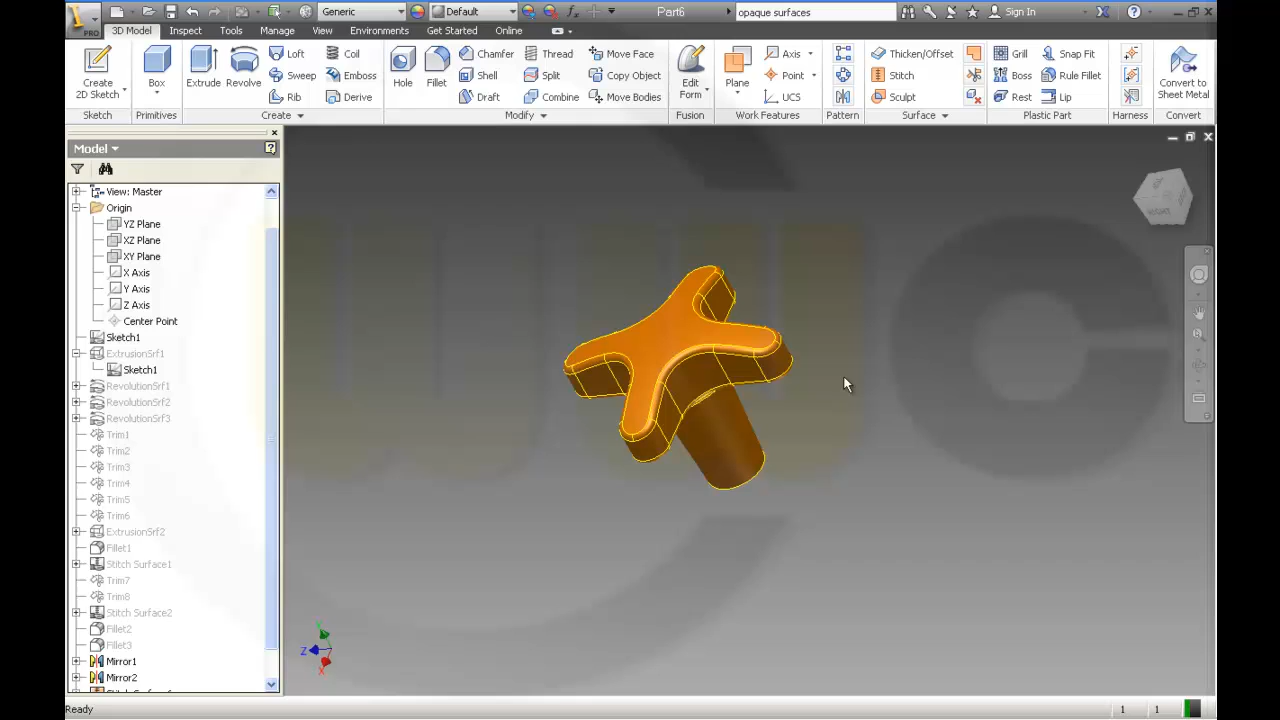 PRO
Generic
Default
Part6
opaque surfaces
Sign In
3D Model Inspect Tools Manage View Environments Get Started Online
Create 2D Sketch
Box
Extrude
Revolve
Loft
Sweep
Rib
Coil
Emboss
Derive
Hole
Fillet
Chamfer
Shell
Draft
Thread
Split
Combine
Move Face
Copy Object
Move Bodies
Edit Form
Plane
Axis
Point
UCS
Thicken/Offset
Stitch
Sculpt
Grill
Boss
Rest
Snap Fit
Rule Fillet
Lip
Convert to Sheet Metal
Sketch Primitives Create Modify Fusion Work Features Pattern Surface Plastic Part Harness Convert
Model
View: Master
Origin
YZ Plane
XZ Plane
XY Plane
X Axis
Y Axis
Z Axis
Center Point
Sketch1
ExtrusionSrf1
Sketch1
RevolutionSrf1
RevolutionSrf2
RevolutionSrf3
Trim1
Trim2
Trim3
Trim4
Trim5
Trim6
ExtrusionSrf2
Fillet1
Stitch Surface1
Trim7
Trim8
Stitch Surface2
Fillet2
Fillet3
Mirror1
Mirror2
RIGHT
Z
X
Ready
1 1